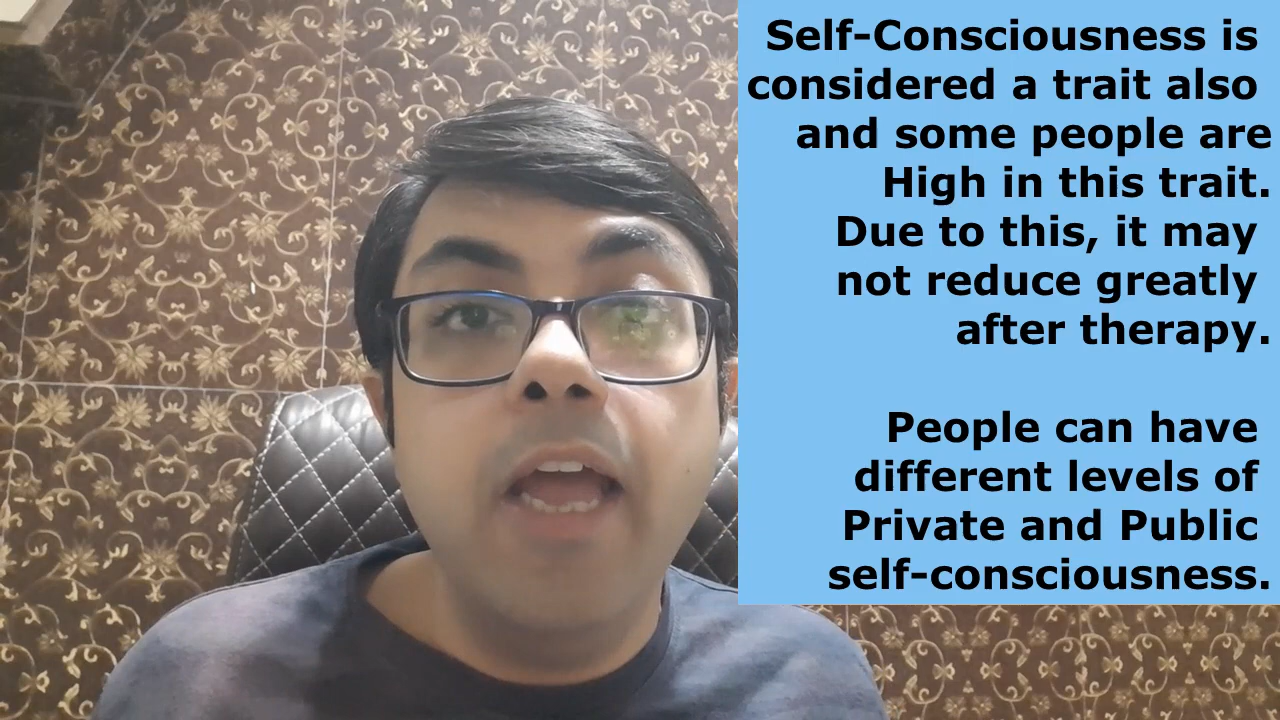 Self-Consciousness is
considered a trait also
and some people are
High in this trait.
Due to this, it may
not reduce greatly
after therapy.
People can have
different levels of
Private and Public
self-consciousness.